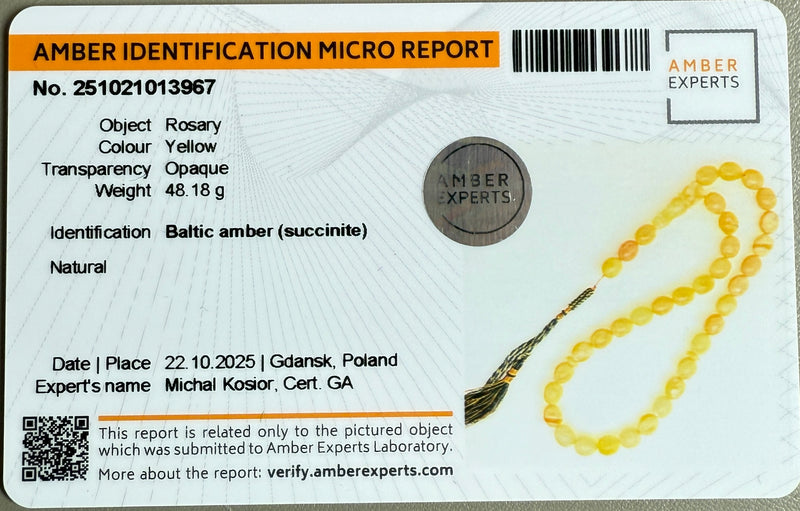 AMBER IDENTIFICATION MICRO REPORT
AMBER
EXPERTS
No. 251021013967
Object Rosary
Colour Yellow
Transparency Opaque
Weight 48.18 g
AMBER
EXPERTS
Identification Baltic amber (succinite)
Natural
Date | Place 22.10.2025 | Gdansk, Poland
Expert's name Michal Kosior, Cert. GA
This report is related only to the pictured object
which was submitted to Amber Experts Laboratory.
More about the report: verify.amberexperts.com